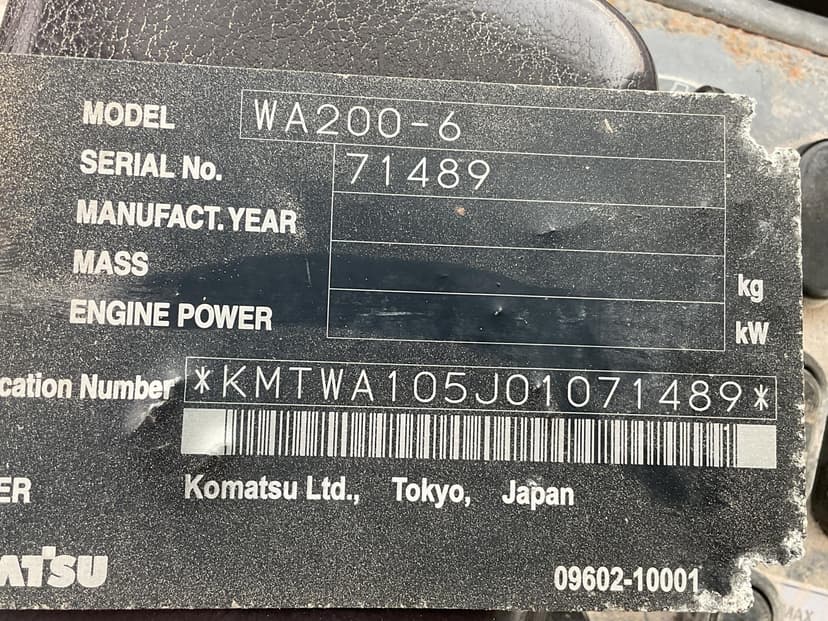 MODEL WA200-6
SERIAL No. 71489
MANUFACT. YEAR
MASS kg
ENGINE POWER kW
cation Number *KMTWA105J01071489*
ER Komatsu Ltd., Tokyo, Japan
ATSU 09602-10001
MAX